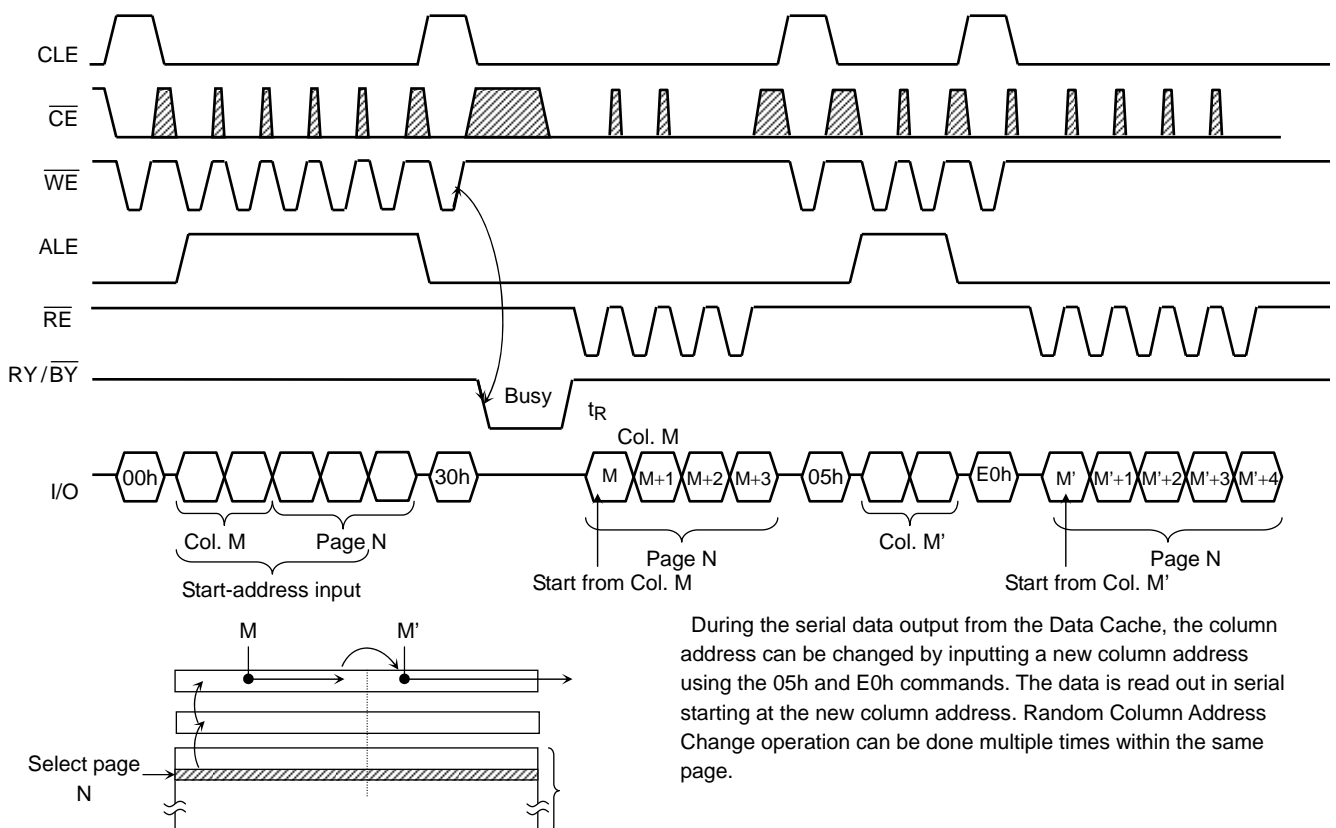 CLE
CE
WE
ALE
RE
RY/BY
Busy
tR
Col. M
I/O
00h
30h
M
M+1
M+2
M+3
05h
E0h
M'
M'+1
M'+2
M'+3
M'+4
Col. M
Page N
Page N
Col. M'
Page N
Start-address input
Start from Col. M
Start from Col. M'
M
M'
Select page
N
During the serial data output from the Data Cache, the column
address can be changed by inputting a new column address
using the 05h and E0h commands. The data is read out in serial
starting at the new column address. Random Column Address
Change operation can be done multiple times within the same
page.